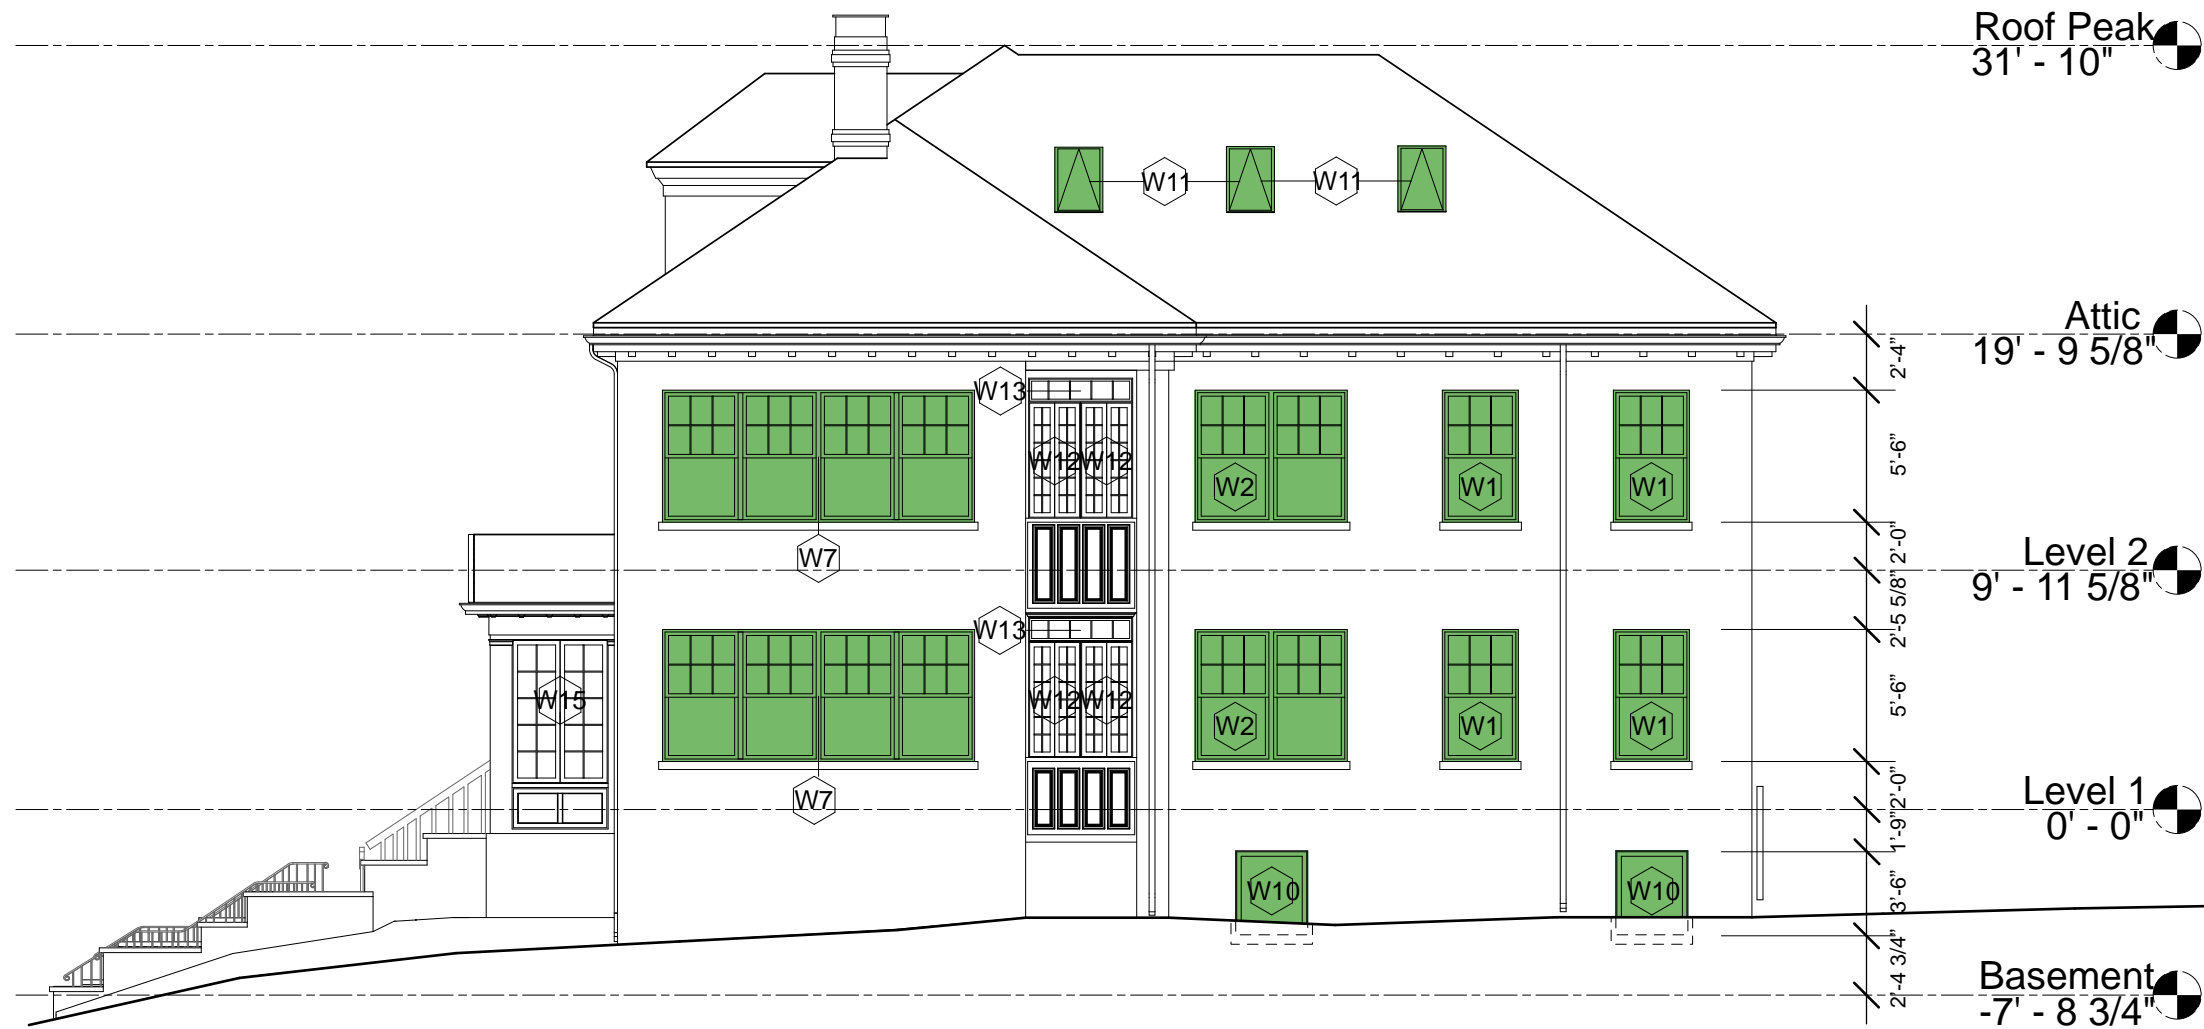 Roof Peak
31' - 10"
W11 W11
Attic
19' - 9 5/8"
2'-4"
W13
W12 W12
5'-6"
W2 W1 W1
W7
2'-0"
Level 2
9' - 11 5/8"
2'-5 5/8"
W13
W15 W12 W12
5'-6"
W2 W1 W1
W7
2'-0"
Level 1
0' - 0"
1'-9"
W10 W10
3'-6"
2'-4 3/4"
Basement
-7' - 8 3/4"